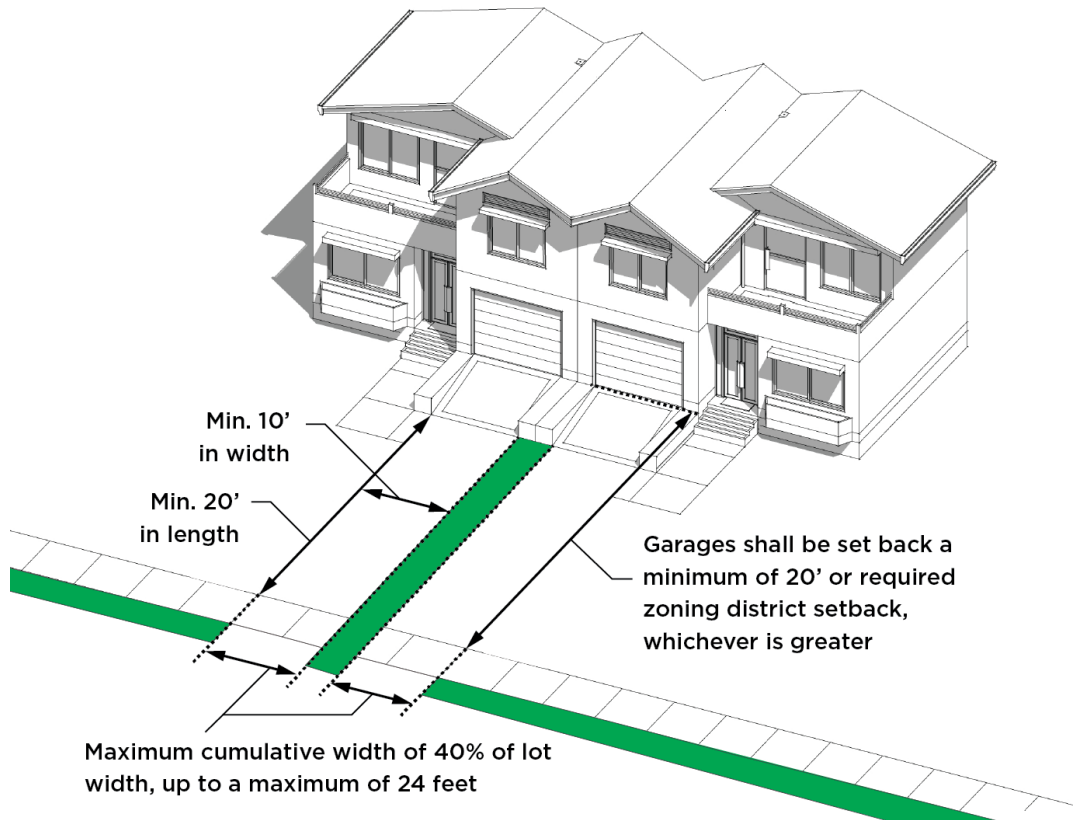 Min. 10’
in width
Min. 20’
in length
Garages shall be set back a
minimum of 20’ or required
zoning district setback,
whichever is greater
Maximum cumulative width of 40% of lot
width, up to a maximum of 24 feet